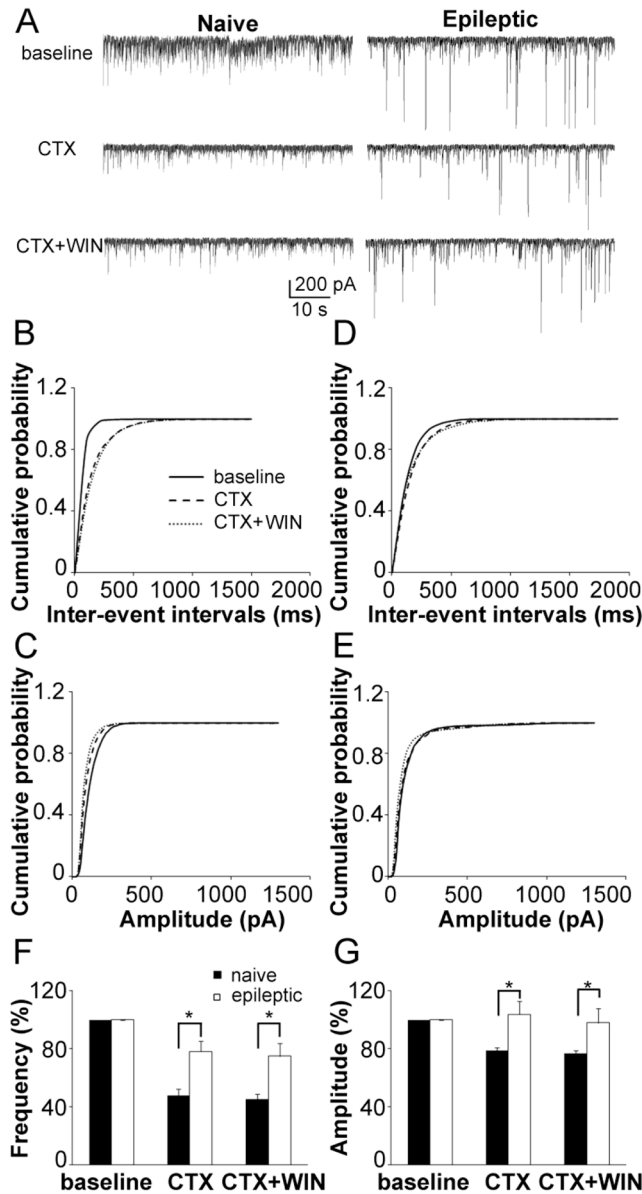 A
Naive
Epileptic
baseline
CTX
CTX+WIN
200 pA
10 s
B
D
Cumulative probability
1.2
0.8
0.4
0
baseline
CTX
CTX+WIN
0 500 1000 1500 2000
Inter-event intervals (ms)
Cumulative probability
1.2
0.8
0.4
0
0 500 1000 1500 2000
Inter-event intervals (ms)
C
E
Cumulative probability
1.2
0.8
0.4
0
0 500 1000 1500
Amplitude (pA)
Cumulative probability
1.2
0.8
0.4
0
0 500 1000 1500
Amplitude (pA)
F
G
Frequency (%)
120
80
40
0
naive
epileptic
* *
baseline CTX CTX+WIN
Amplitude (%)
120
80
40
0
* *
baseline CTX CTX+WIN